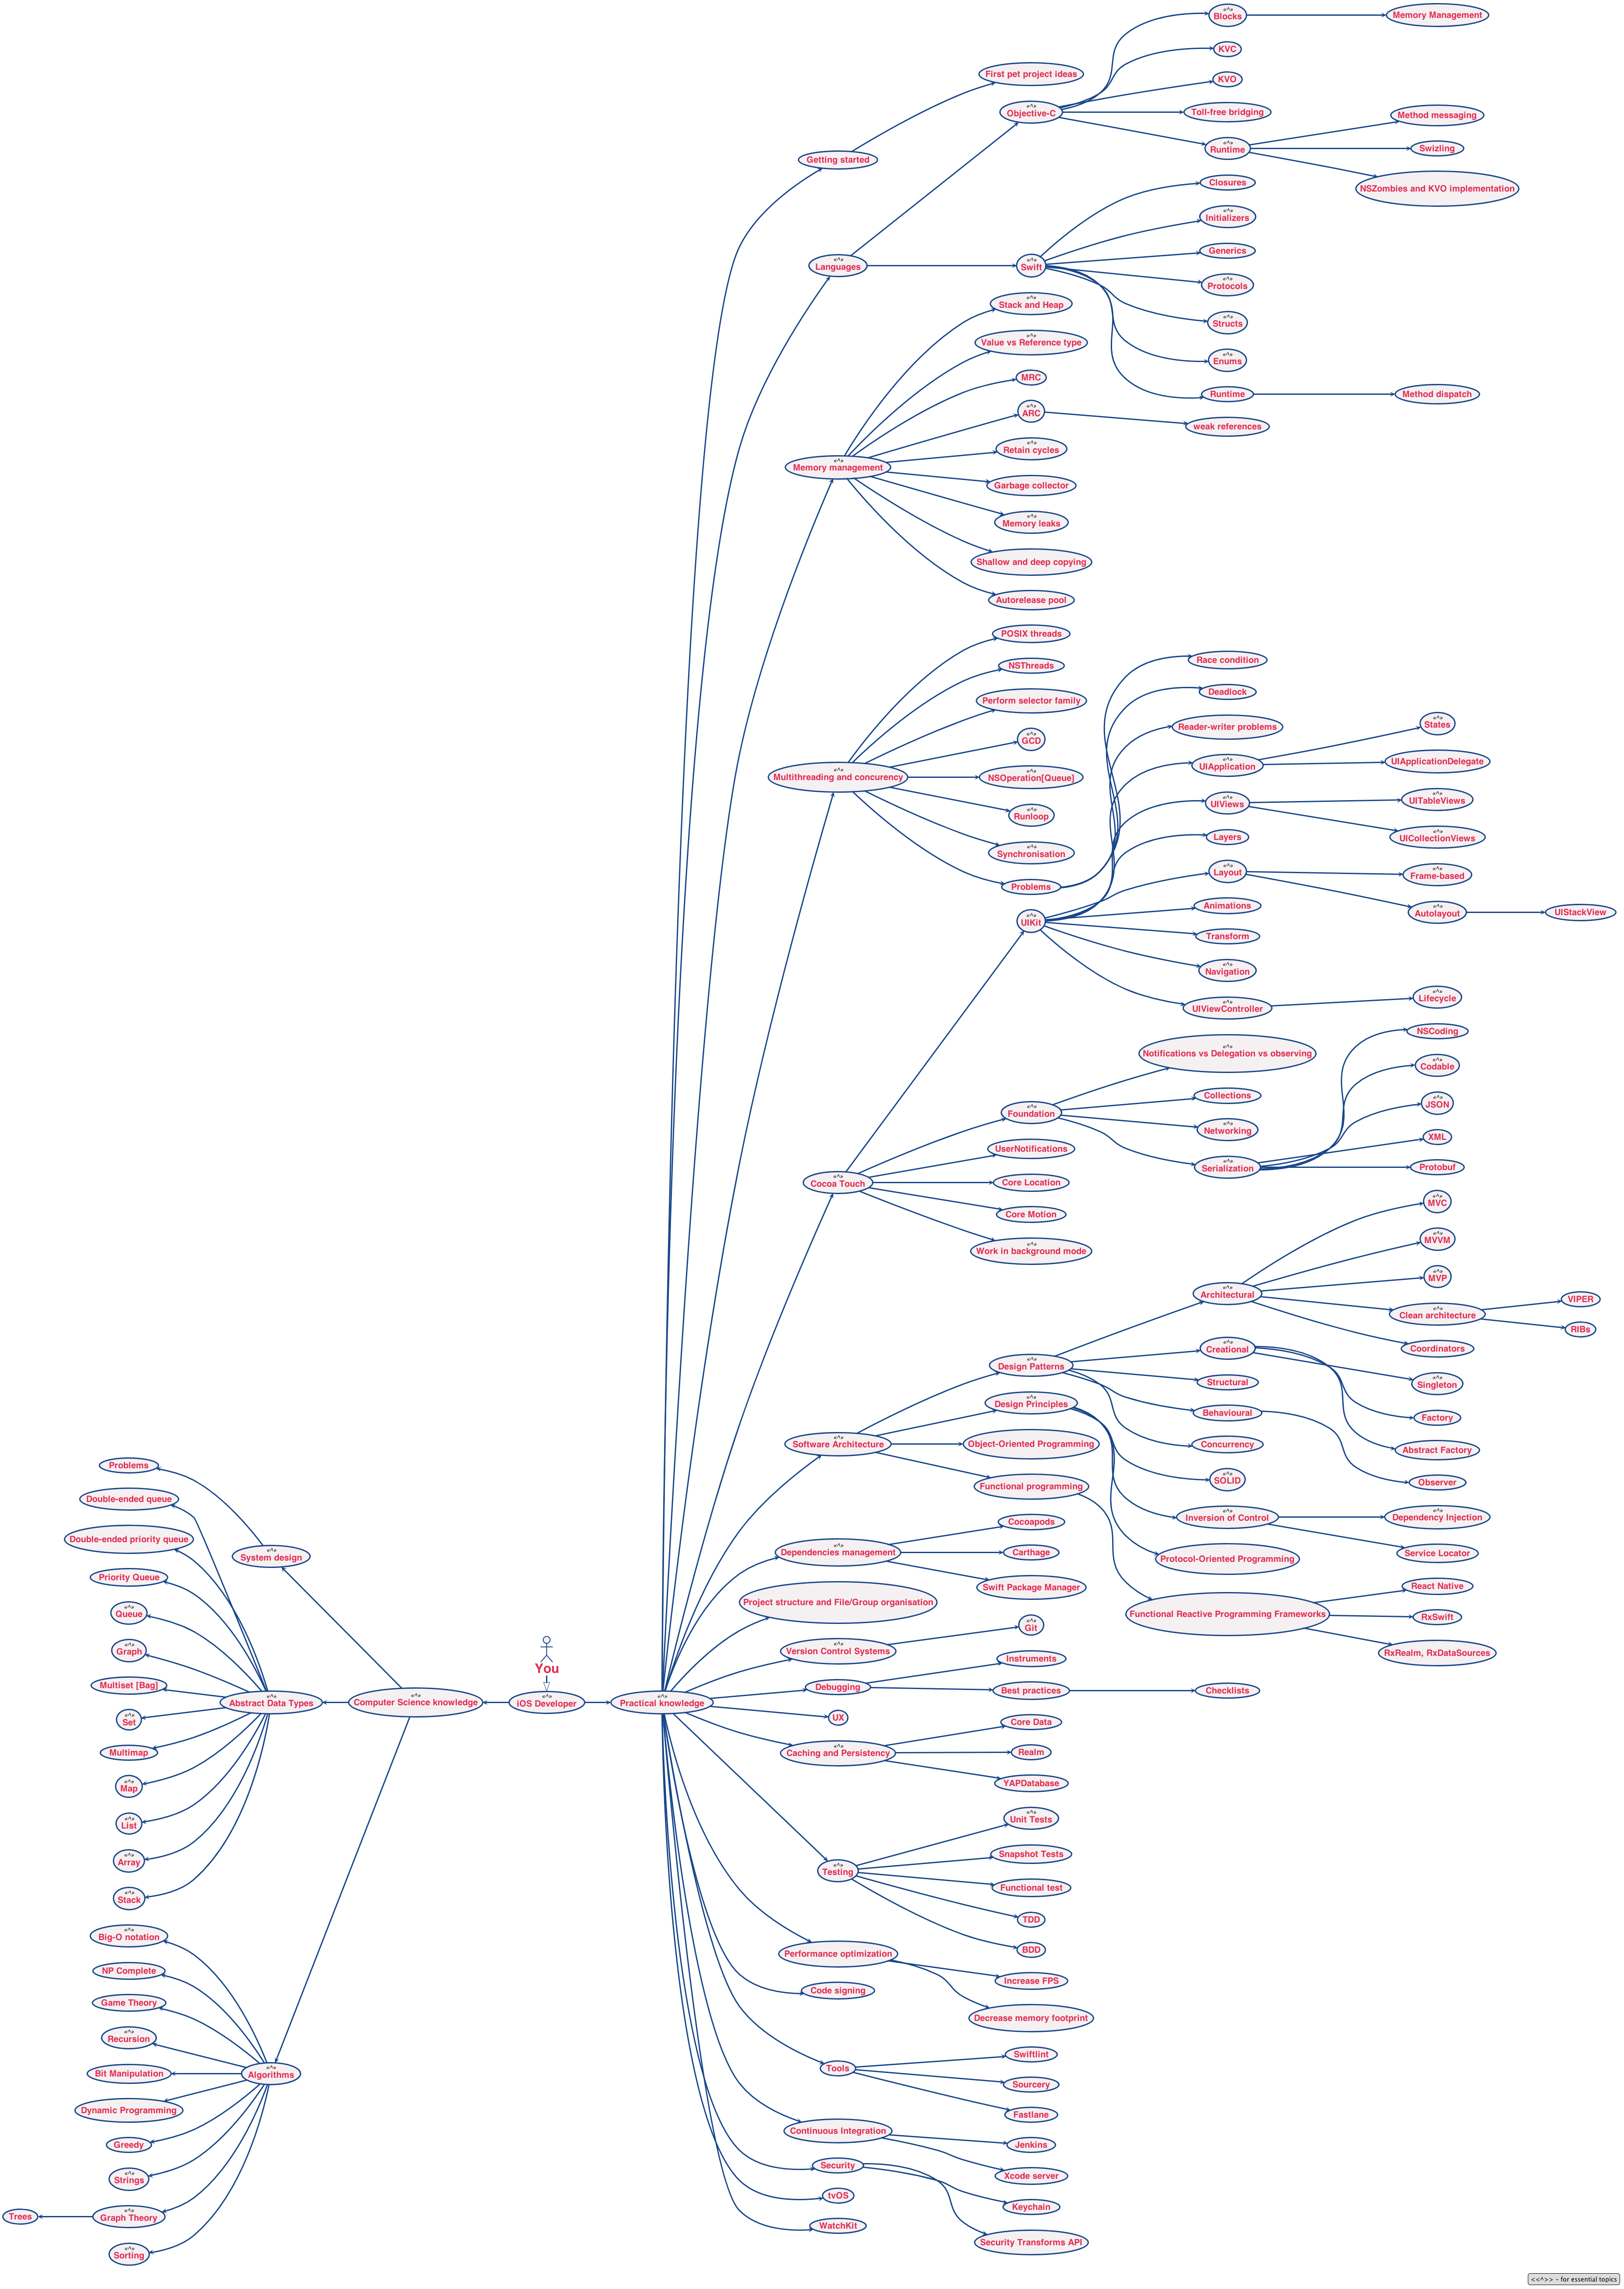 «^»
Blocks
Memory Management
«^»
KVC
First pet project ideas
KVO
«^»
Objective-C
Toll-free bridging
Method messaging
«^»
Runtime
Swizling
Getting started
NSZombies and KVO implementation
Closures
«^»
Initializers
Generics
«^»
Languages
«^»
Swift
«^»
Protocols
«^»
Stack and Heap
«^»
Structs
«^»
Value vs Reference type
«^»
Enums
MRC
Runtime
Method dispatch
«^»
ARC
weak references
«^»
Retain cycles
«^»
Memory management
Garbage collector
«^»
Memory leaks
Shallow and deep copying
Autorelease pool
POSIX threads
Race condition
NSThreads
Deadlock
Perform selector family
Reader-writer problems
«^»
States
«^»
GCD
«^»
UIApplication
UIApplicationDelegate
«^»
Multithreading and concurency
«^»
NSOperation[Queue]
«^»
UIViews
«^»
UITableViews
«^»
Runloop
Layers
«^»
UICollectionViews
«^»
Synchronisation
«^»
Layout
«^»
Frame-based
Problems
Animations
«^»
Autolayout
UIStackView
«^»
UIKit
Transform
«^»
Navigation
«^»
UIViewController
«^»
Lifecycle
NSCoding
«^»
Notifications vs Delegation vs observing
«^»
Codable
Collections
«^»
JSON
«^»
Foundation
«^»
Networking
XML
UserNotifications
«^»
Serialization
Protobuf
«^»
Cocoa Touch
Core Location
«^»
MVC
Core Motion
«^»
MVVM
«^»
Work in background mode
«^»
MVP
«^»
Architectural
VIPER
«^»
Clean architecture
RIBs
«^»
Creational
Coordinators
«^»
Design Patterns
Structural
«^»
Singleton
«^»
Design Principles
Behavioural
Factory
«^»
Software Architecture
Object-Oriented Programming
Concurrency
Abstract Factory
Problems
«^»
SOLID
Observer
Functional programming
Double-ended queue
«^»
Inversion of Control
«^»
Dependency Injection
Cocoapods
Double-ended priority queue
«^»
System design
«^»
Dependencies management
Carthage
Protocol-Oriented Programming
Service Locator
Priority Queue
Swift Package Manager
React Native
Project structure and File/Group organisation
«^»
Queue
Functional Reactive Programming Frameworks
RxSwift
«^»
Git
«^»
Graph
You
«^»
Version Control Systems
Instruments
RxRealm, RxDataSources
Multiset [Bag]
Debugging
Best practices
Checklists
«^»
Abstract Data Types
«^»
Computer Science knowledge
«^»
iOS Developer
«^»
Practical knowledge
«^»
Set
UX
Core Data
Multimap
«^»
Caching and Persistency
Realm
«^»
Map
YAPDatabase
«^»
List
«^»
Unit Tests
«^»
Array
«^»
Testing
Snapshot Tests
«^»
Stack
Functional test
TDD
«^»
Big-O notation
BDD
Performance optimization
NP Complete
Increase FPS
Code signing
Game Theory
Decrease memory footprint
«^»
Recursion
Swiftlint
Bit Manipulation
«^»
Algorithms
Tools
Sourcery
Dynamic Programming
Fastlane
Continuous Integration
Greedy
Jenkins
Security
Xcode server
«^»
Strings
tvOS
Keychain
Trees
«^»
Graph Theory
WatchKit
Security Transforms API
«^»
Sorting
<<^>> - for essential topics